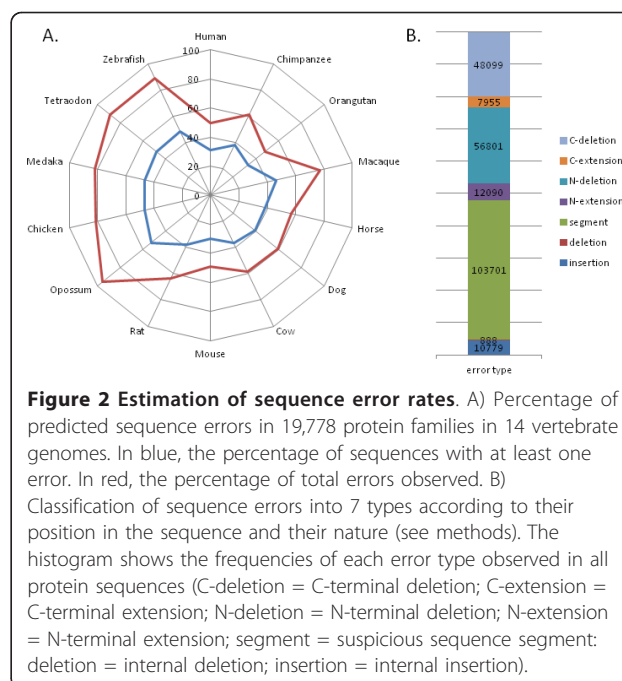 A.
B.
Human
Chimpanzee
Orangutan
Macaque
Horse
Dog
Cow
Mouse
Rat
Opossum
Chicken
Medaka
Tetraodon
Zebrafish
100
80
60
40
20
0
48099
7955
56801
12090
103701
888
10779
error type
C-deletion
C-extension
N-deletion
N-extension
segment
deletion
insertion
Figure 2 Estimation of sequence error rates. A) Percentage of
predicted sequence errors in 19,778 protein families in 14 vertebrate
genomes. In blue, the percentage of sequences with at least one
error. In red, the percentage of total errors observed. B)
Classification of sequence errors into 7 types according to their
position in the sequence and their nature (see methods). The
histogram shows the frequencies of each error type observed in all
protein sequences (C-deletion = C-terminal deletion; C-extension =
C-terminal extension; N-deletion = N-terminal deletion; N-extension
= N-terminal extension; segment = suspicious sequence segment:
deletion = internal deletion; insertion = internal insertion).